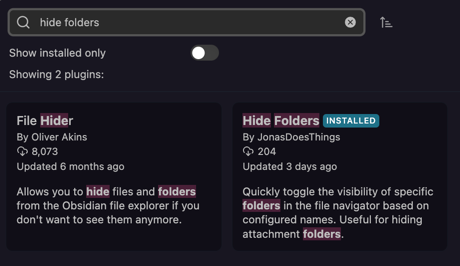 hide folders
Show installed only
Showing 2 plugins:
File Hider
By Oliver Akins
8,073
Updated 6 months ago
Allows you to hide files and folders
from the Obsidian file explorer if you
don't want to see them anymore.
Hide Folders INSTALLED
By JonasDoesThings
204
Updated 3 days ago
Quickly toggle the visibility of specific
folders in the file navigator based on
configured names. Useful for hiding
attachment folders.